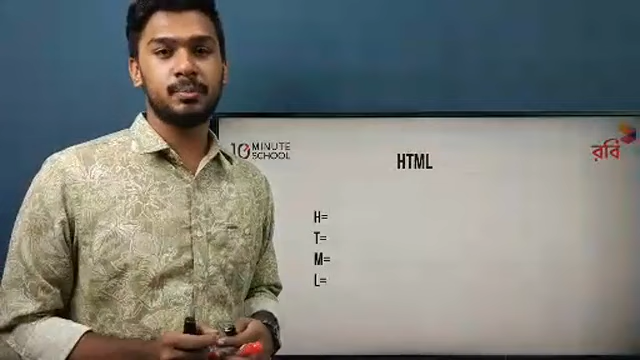 10 MINUTE
SCHOOL
রবি
HTML
H=
T=
M=
L=